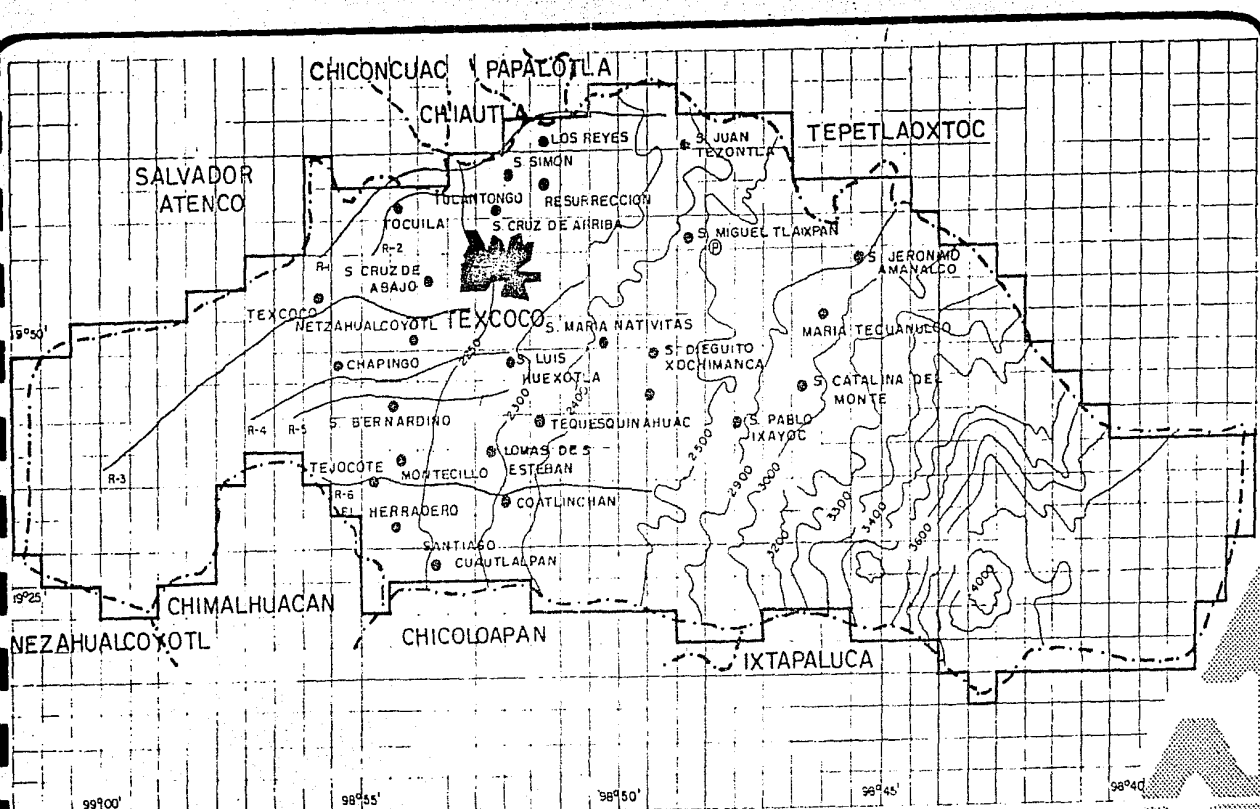 CHICONCUAC
PAPALOTLA
CHIAUTLA
TEPETLAOXTOC
SALVADOR
ATENCO
LOS REYES
S. JUAN
TEZONTLA
S. SIMON
TULANTONGO
RESURRECCION
TOCUILA
S. CRUZ DE ARRIBA
S. MIGUEL TLAIXPAN
P
R-2
R-1
S. JERONIMO
AMANALCO
S CRUZ DE
ABAJO
TEXCOCO
NETZAHUALCOYOTL
TEXCOCO
S. MARIA NATIVITAS
MARIA TECUANULCO
19°50'
2250
CHAPINGO
S. LUIS
HUEXOTLA
S. DIEGUITO
XOCHIMANCA
S. CATALINA DEL
MONTE
2300
2400
R-4
R-5
S. BERNARDINO
TEQUESQUINAHUAC
S. PABLO
IXAYOC
2500
LOMAS DE S
ESTEBAN
R-3
TEJOCOTE
MONTECILLO
2900
3000
R-6
EL HERRADERO
COATLINCHAN
3300
3400
3600
3200
SANTIAGO
CUAUTLALPAN
4000
19°25
CHIMALHUACAN
NEZAHUALCOYOTL
CHICOLOAPAN
IXTAPALUCA
99°00'
98°55'
98°50'
98°45'
98°40'